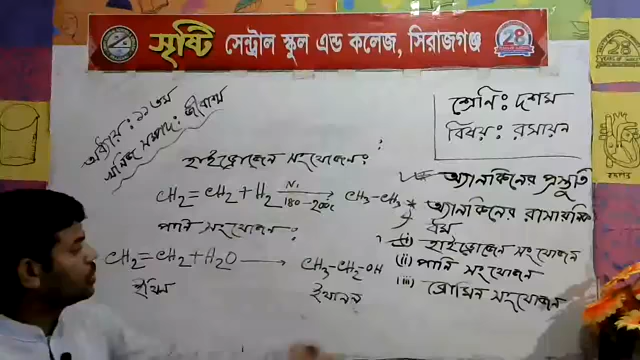 সৃষ্টি সেন্ট্রাল স্কুল এন্ড কলেজ, সিরাজগঞ্জ
28
অধ্যায়: ১১তম
খনিজ সম্পদ: জীবাশ্ম
শ্রেনি: দশম
বিষয়: রসায়ন
হাইড্রোজেন সংযোজন:
CH₂=CH₂+H₂ Ni 180-200c CH₃-CH₃
পানি সংযোজন:
CH₂=CH₂+H₂O ⟶ CH₃-CH₂-OH
ইথিন ইথানল
অ্যালকিনের প্রস্তুতি
* অ্যালকিনের রাসায়নিক
ধর্ম
(i) হাইড্রোজেন সংযোজন
(ii) পানি সংযোজন
(iii) ব্রোমিন সংযোজন